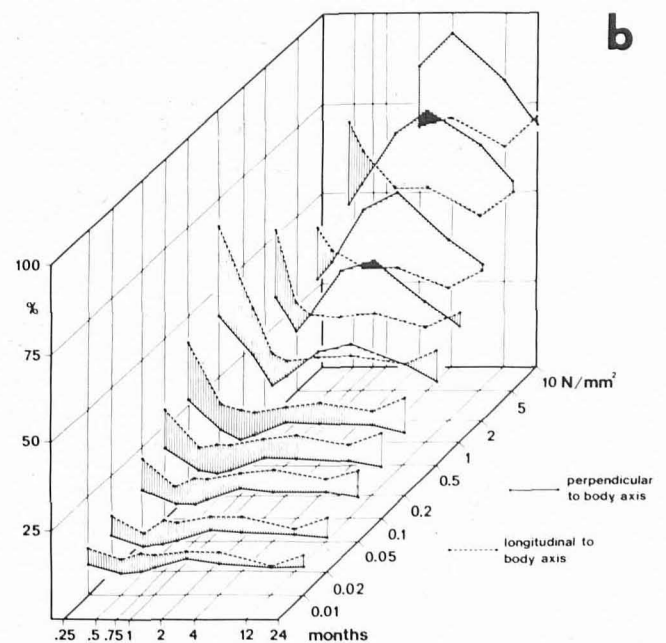 b
100
%
75
50
25
10 N/mm²
5
2
1
0.5
0.2
0.1
0.05
0.02
0.01
perpendicular
to body axis
longitudinal to
body axis
.25 .5 .75 1 2 4 12 24 months